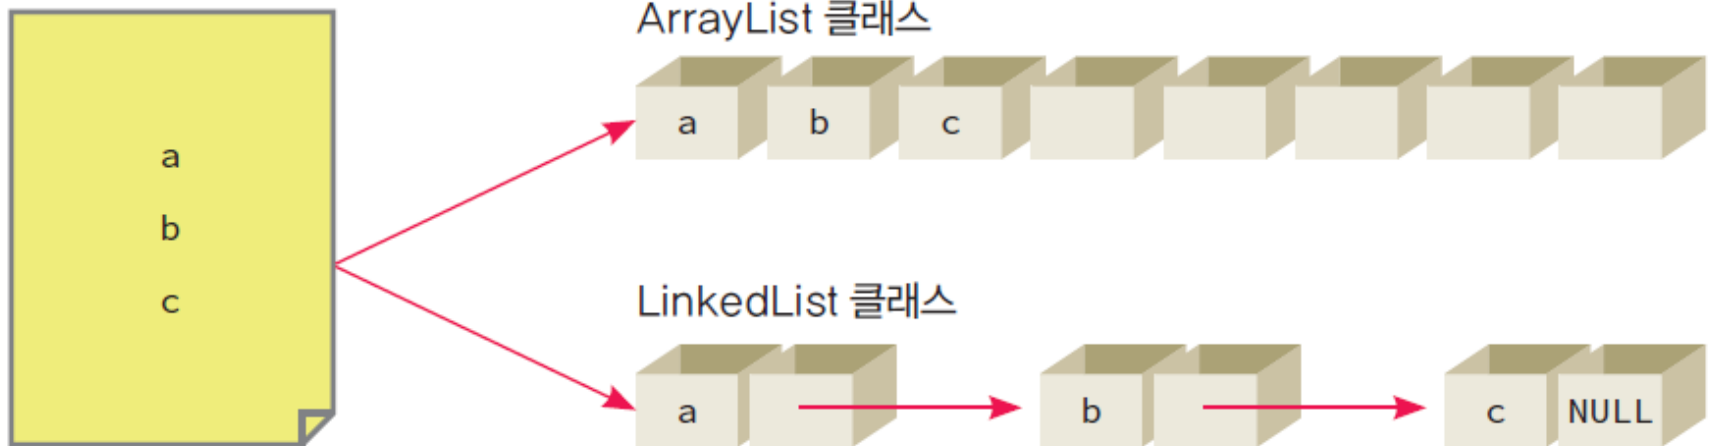 a
b
c
ArrayList 클래스
a b c
LinkedList 클래스
a b c NULL